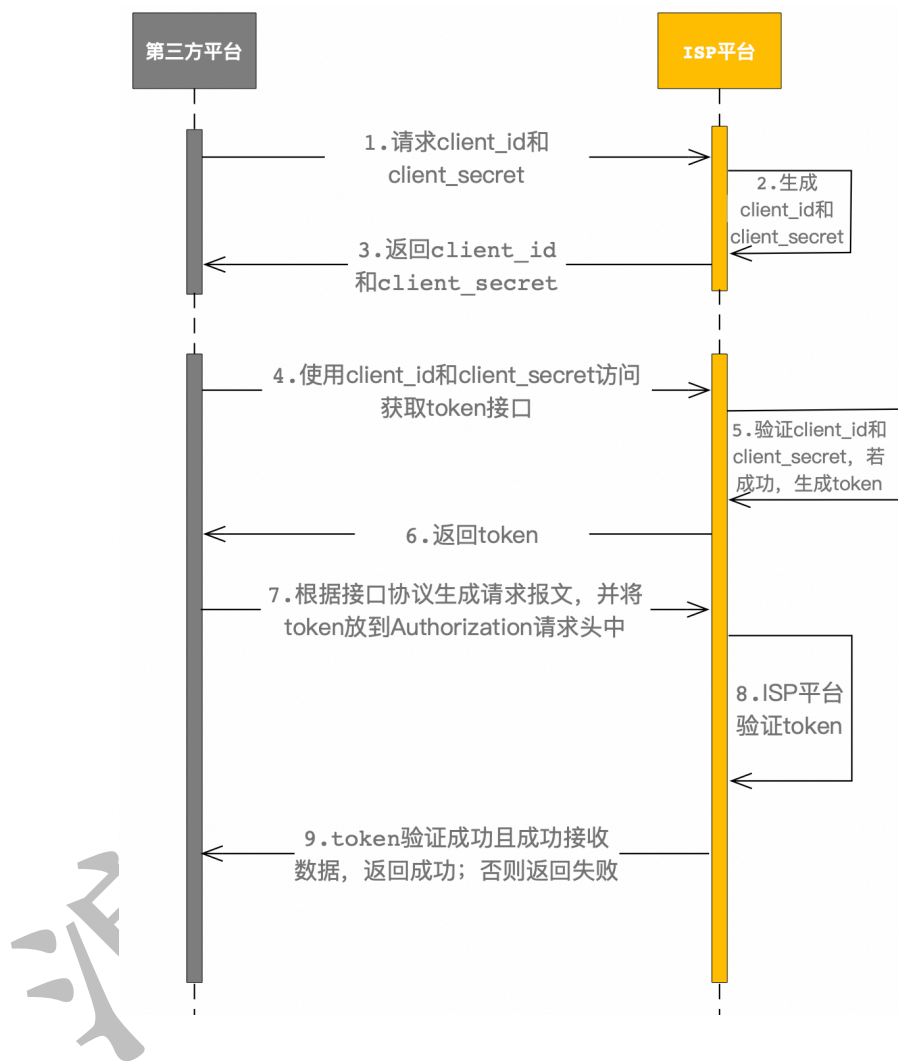 第三方平台
ISP平台
1.请求client_id和
client_secret
2.生成
client_id和
client_secret
3.返回client_id
和client_secret
4.使用client_id和client_secret访问
获取token接口
5.验证client_id和
client_secret，若
成功，生成token
6.返回token
7.根据接口协议生成请求报文，并将
token放到Authorization请求头中
8.ISP平台
验证token
9.token验证成功且成功接收
数据，返回成功；否则返回失败